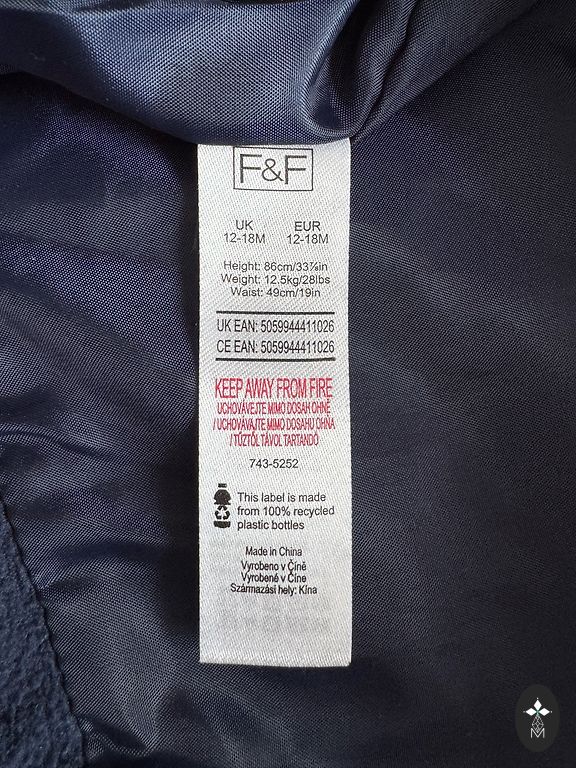 F&F
UK EUR
12-18M 12-18M
Height: 86cm/33⅞in
Weight: 12.5kg/28lbs
Waist: 49cm/19in
UK EAN: 5059944411026
CE EAN: 5059944411026
KEEP AWAY FROM FIRE
UCHOVÁVEJTE MIMO DOSAH OHNĚ
/ UCHOVÁVAJTE MIMO DOSAHU OHŇA
/ TŰZTŐL TÁVOL TARTANDÓ
743-5252
This label is made
from 100% recycled
plastic bottles
Made in China
Vyrobeno v Číně
Vyrobené v Číne
Származási hely: Kína
M